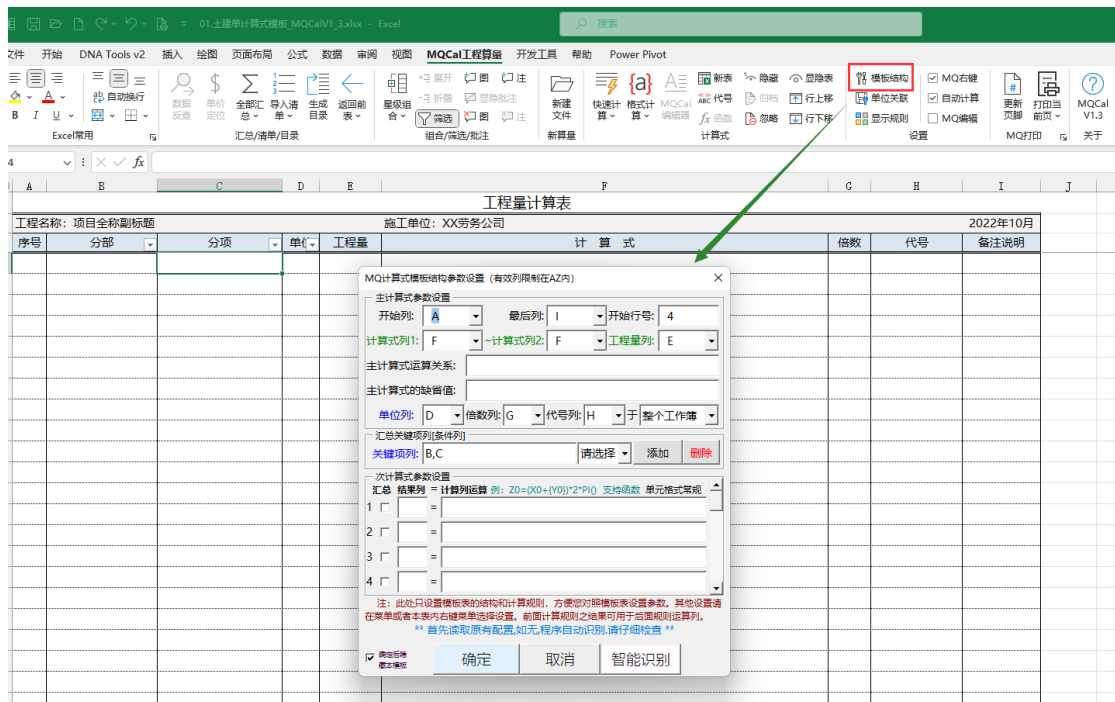 01.土建单计算式模板_MQCalV1_3.xlsx - Excel
搜索
文件 开始 DNA Tools v2 插入 绘图 页面布局 公式 数据 审阅 视图 MQCal工程算量 开发工具 帮助 Power Pivot
展开 图 注 新表 隐藏 显隐表 模板结构 MQ右键
自动换行 数据反查 单价定位 全部汇总 导入清单 生成目录 返回前表 星级组合 折叠 显隐批注 新建文件 快速计算 格式计算 MQCal编辑器 代号 归档 行上移 单位关联 自动计算 更新页脚 打印当前页 MQCal V1.3
B I U 筛选 图 注 函数 忽略 行下移 显示规则 MQ编辑
Excel常用 汇总/清单/目录 组合/筛选/批注 新算量 计算式 设置 MQ打印 关于
4 fx
A B C D E F G H I J
工程量计算表
工程名称：项目全称副标题 施工单位：XX劳务公司 2022年10月
序号 分部 分项 单位 工程量 计 算 式 倍数 代号 备注说明
MQ计算式模板结构参数设置（有效列限制在AZ内）
主计算式参数设置
开始列: A 最后列: I 开始行号: 4
计算式列1: F ~计算式列2: F 工程量列: E
主计算式运算关系:
主计算式的缺省值:
单位列: D 倍数列: G 代号列: H 于 整个工作簿
汇总关键项列[条件列]
关键项列: B,C 请选择 添加 删除
次计算式参数设置
汇总 结果列 = 计算列运算 例：Z0=(X0+(Y0))*2*PI() 支持函数 单元格式常规
1 =
2 =
3 =
4 =
注：此处只设置模板表的结构和计算规则，方便您对照模板表设置参数。其他设置请
在菜单或者本表内右键菜单选择设置。前面计算规则之结果可用于后面规则运算列。
** 首先读取原有配置,如无,程序自动识别.请仔细检查 **
确定后隐
藏本模板
确定 取消 智能识别